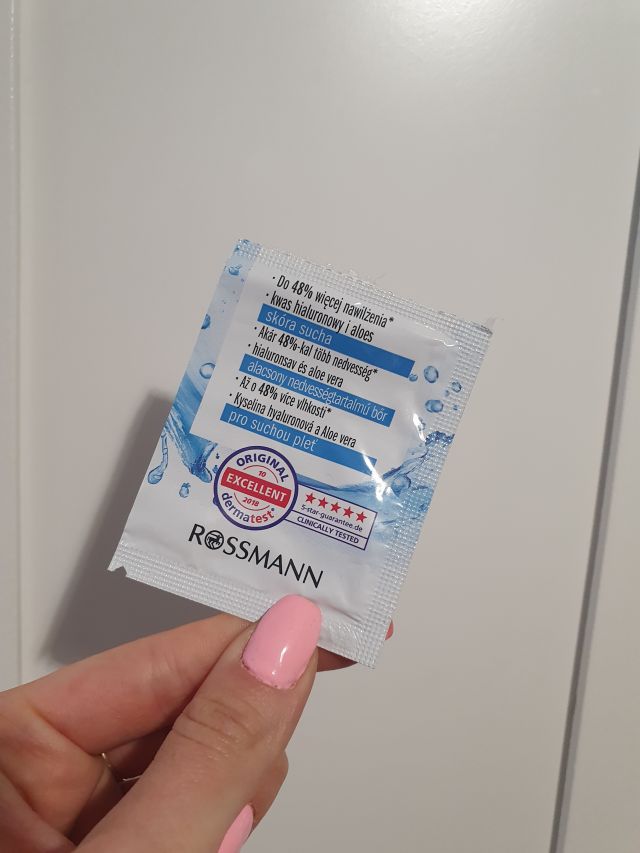 · Do 48% więcej nawilżenia*
· kwas hialuronowy i aloes
skóra sucha
· Akár 48%-kal több nedvesség*
· hialuronsav és aloe vera
alacsony nedvességtartalmú bőr
· Až o 48% více vlhkosti*
· Kyselina hyaluronová a Aloe vera
pro suchou pleť
ORIGINAL
10
EXCELLENT
2018
dermatest®
5-star-guarantee.de
CLINICALLY TESTED
ROSSMANN